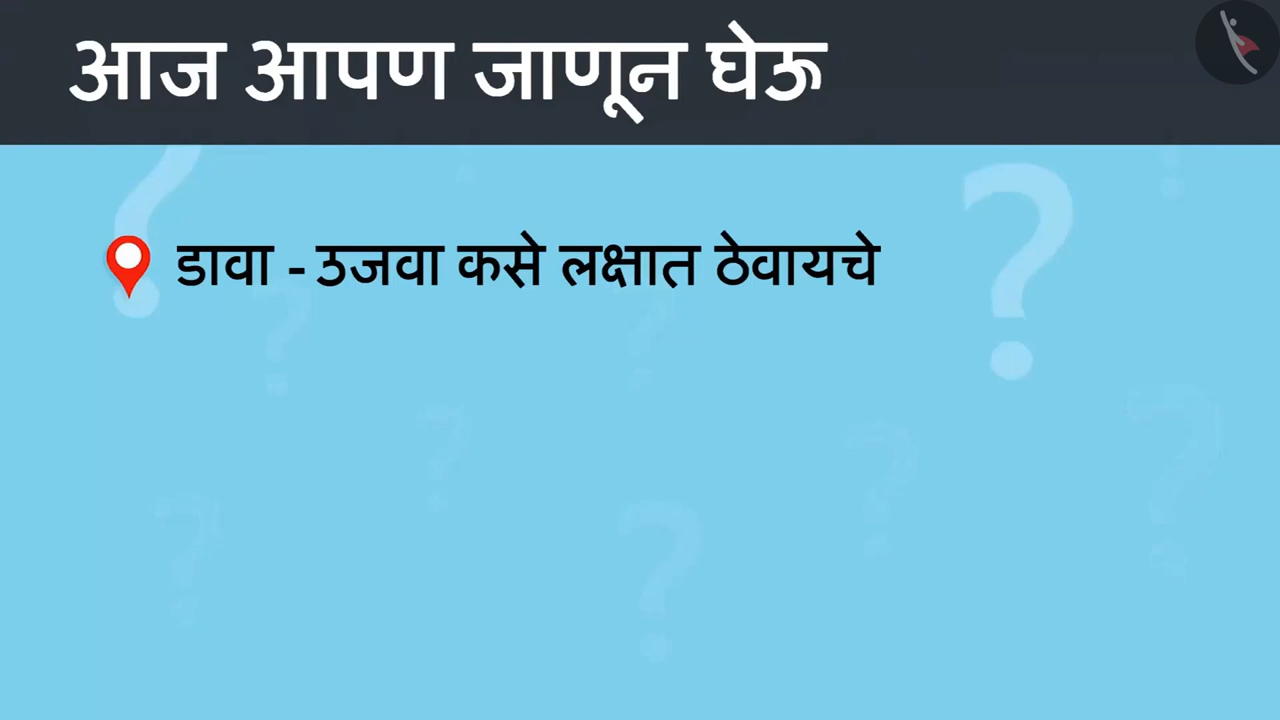 आज आपण जाणून घेऊ
डावा - उजवा कसे लक्षात ठेवायचे